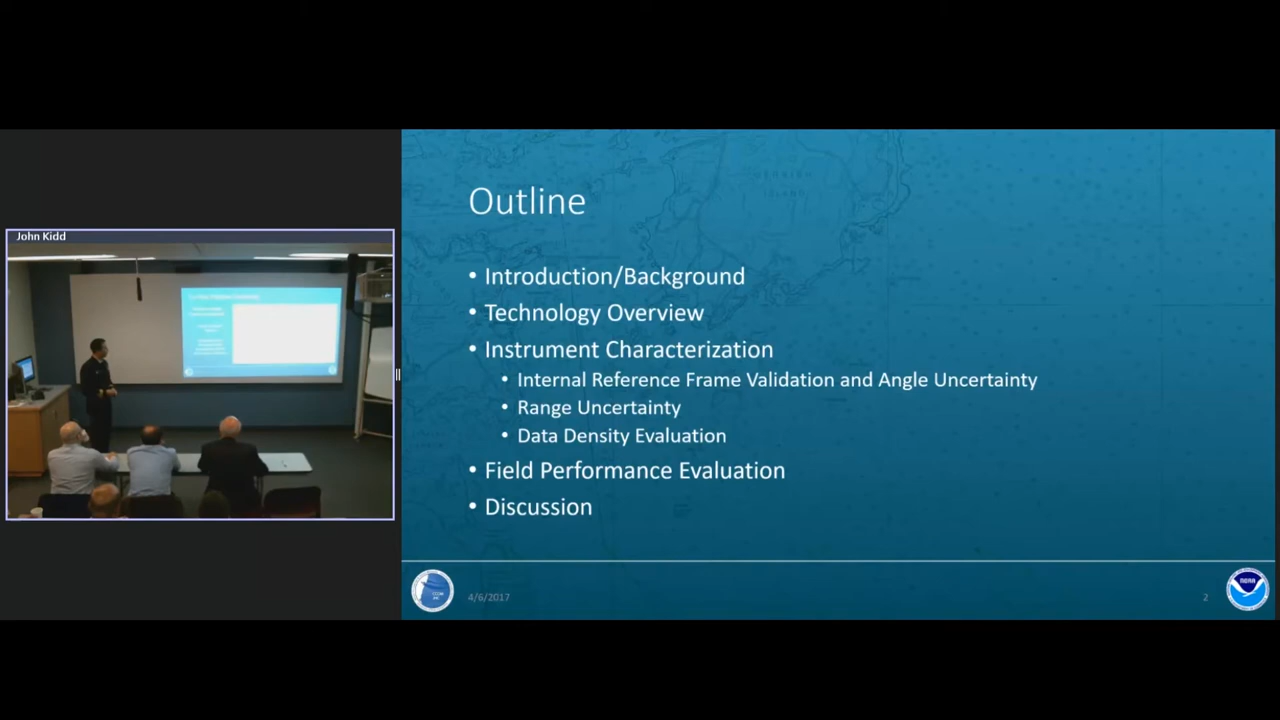 John Kidd
Outline
• Introduction/Background
• Technology Overview
• Instrument Characterization
• Internal Reference Frame Validation and Angle Uncertainty
• Range Uncertainty
• Data Density Evaluation
• Field Performance Evaluation
• Discussion
4/6/2017
2
NOAA